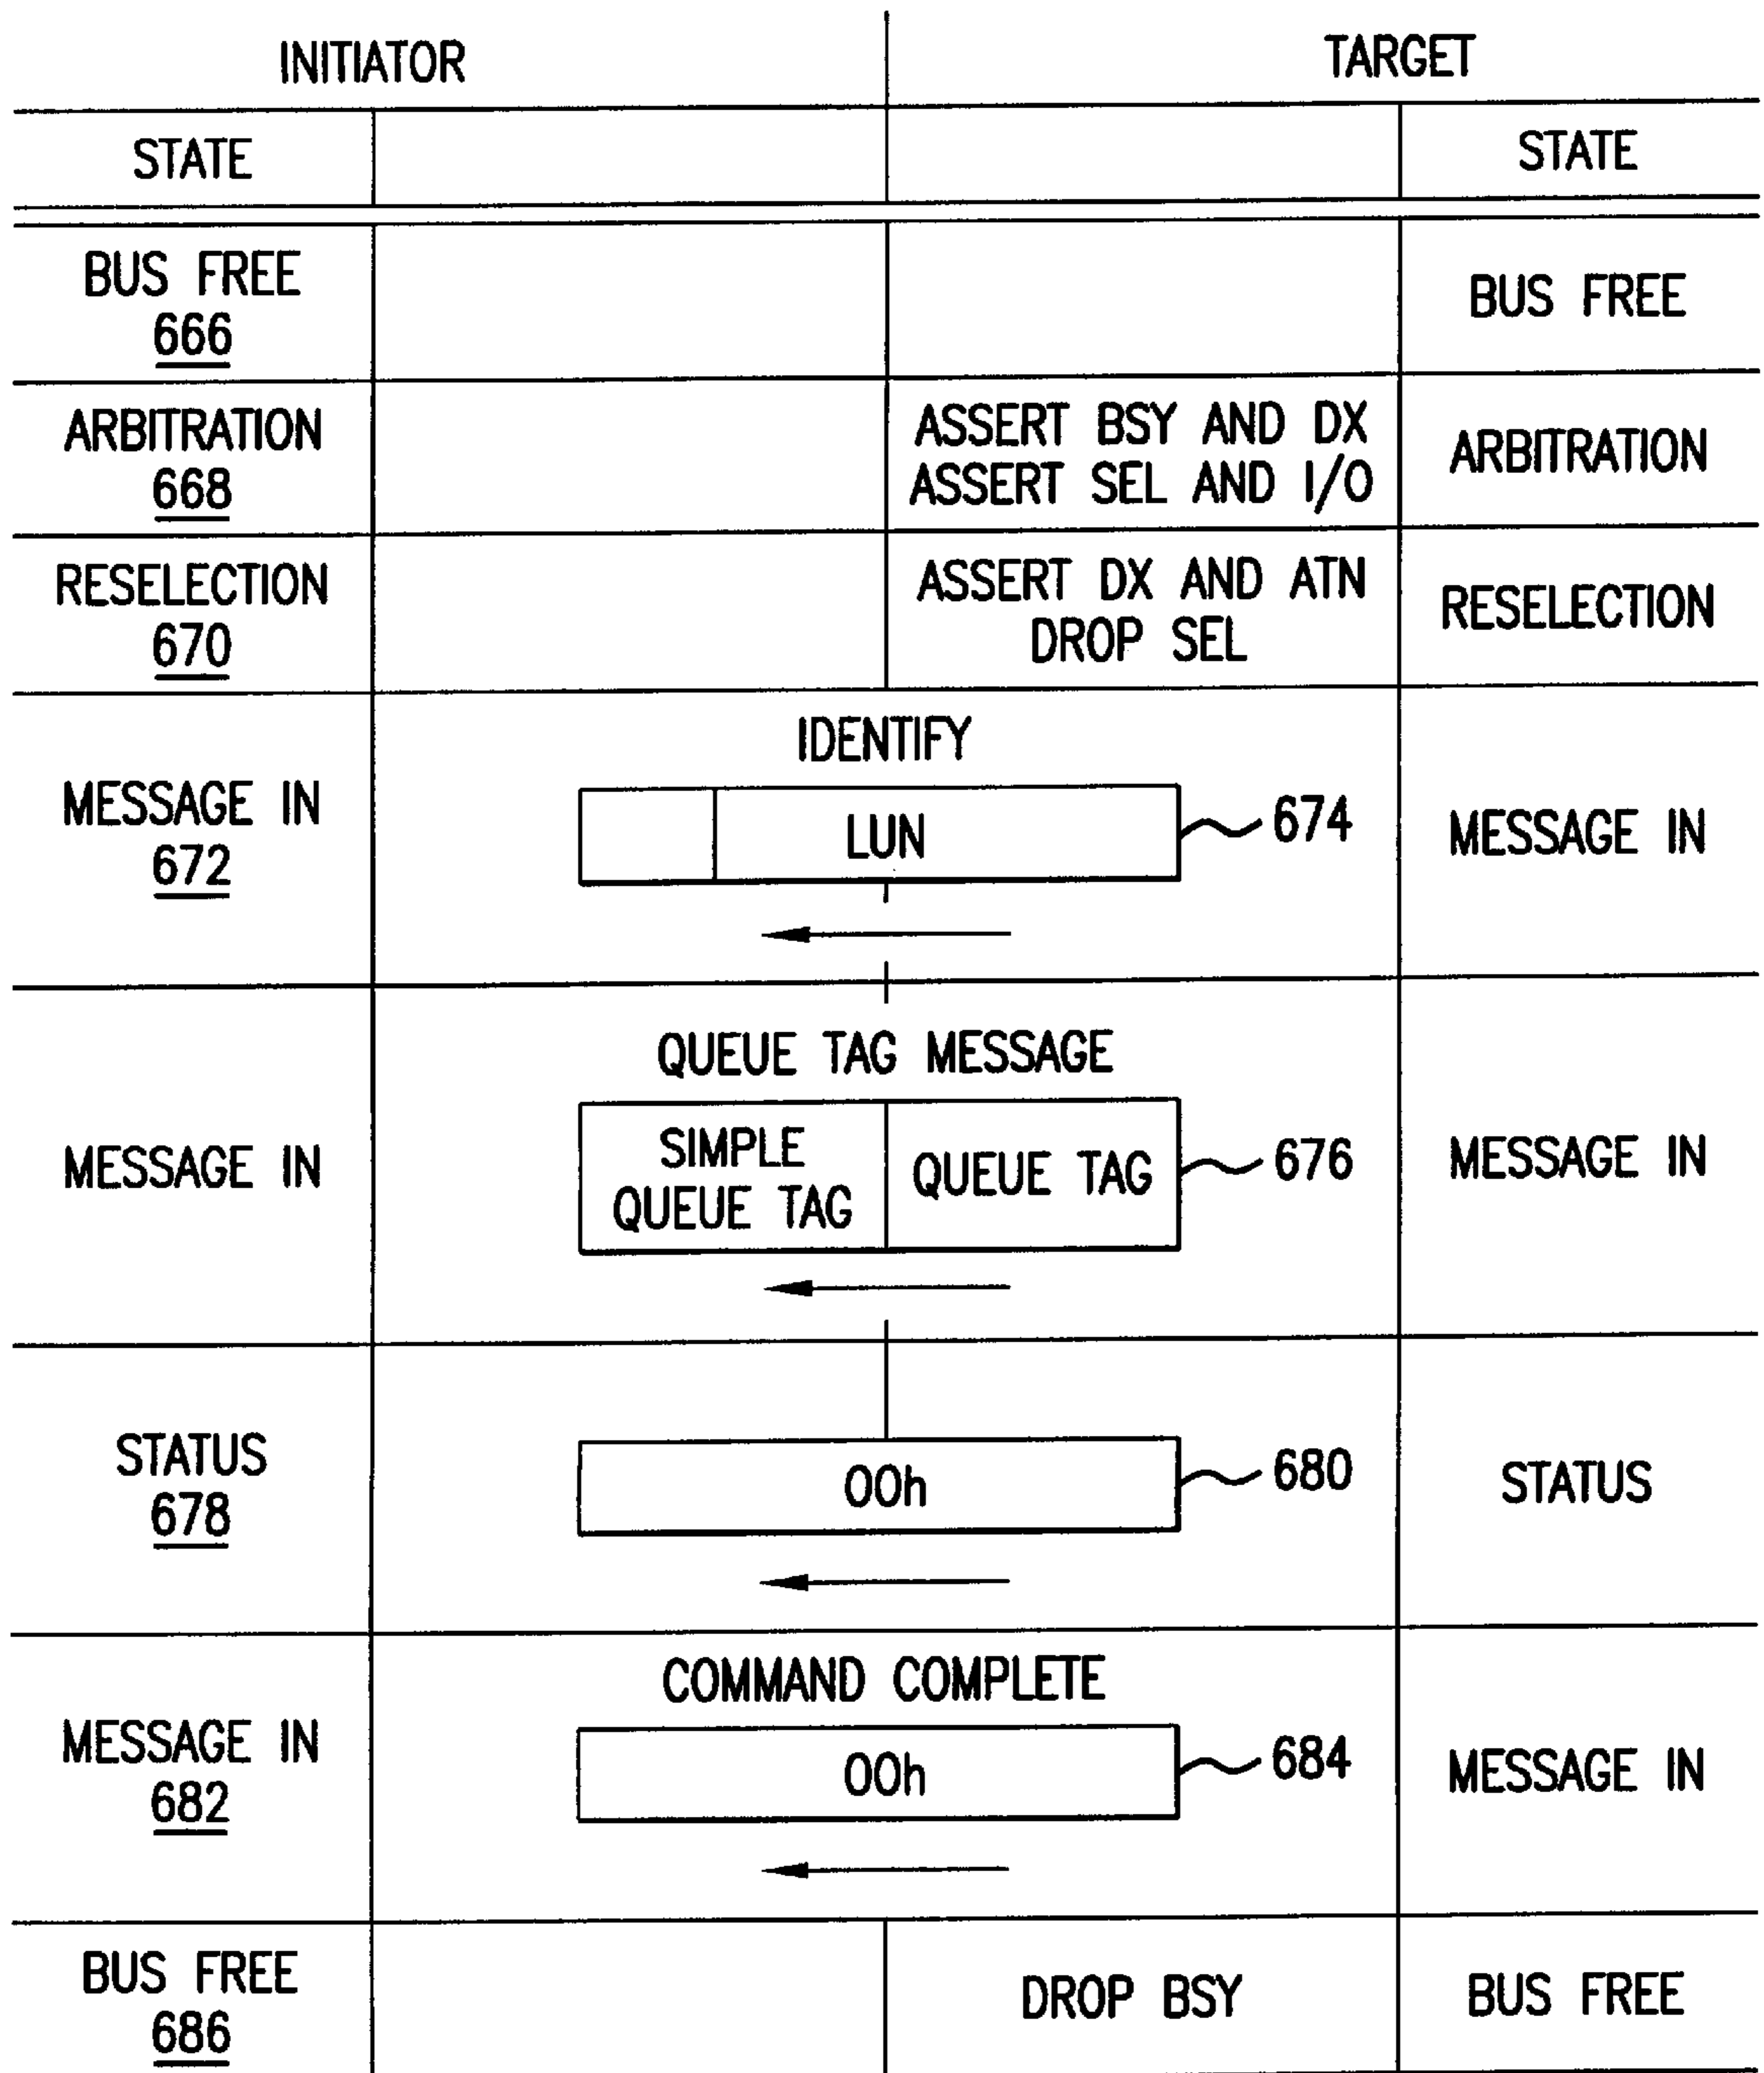 INITIATOR
TARGET
STATE
STATE
BUS FREE
666
BUS FREE
ARBITRATION
668
ASSERT BSY AND DX
ASSERT SEL AND I/O
ARBITRATION
RESELECTION
670
ASSERT DX AND ATN
DROP SEL
RESELECTION
MESSAGE IN
672
IDENTIFY
LUN
674
MESSAGE IN
MESSAGE IN
QUEUE TAG MESSAGE
SIMPLE
QUEUE TAG
QUEUE TAG
676
MESSAGE IN
STATUS
678
00h
680
STATUS
MESSAGE IN
682
COMMAND COMPLETE
00h
684
MESSAGE IN
BUS FREE
686
DROP BSY
BUS FREE